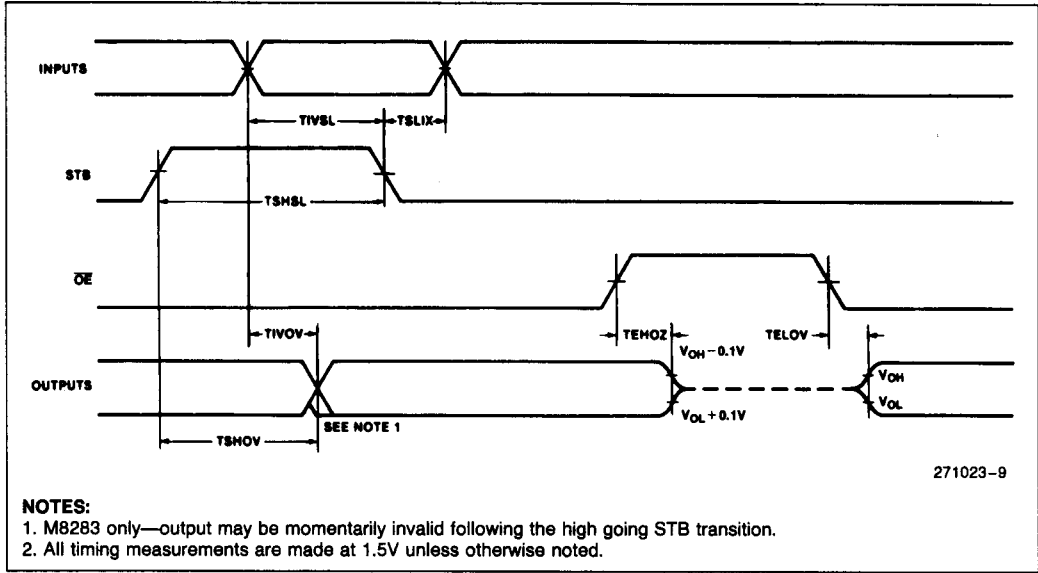 INPUTS
TIVSL
TSLIX
STB
TSHSL
OE
TIVOV
TEHOZ
TELOV
VOH – 0.1V
OUTPUTS
VOH
VOL
VOL + 0.1V
SEE NOTE 1
TSHOV
271023–9
NOTES:
1. M8283 only—output may be momentarily invalid following the high going STB transition.
2. All timing measurements are made at 1.5V unless otherwise noted.